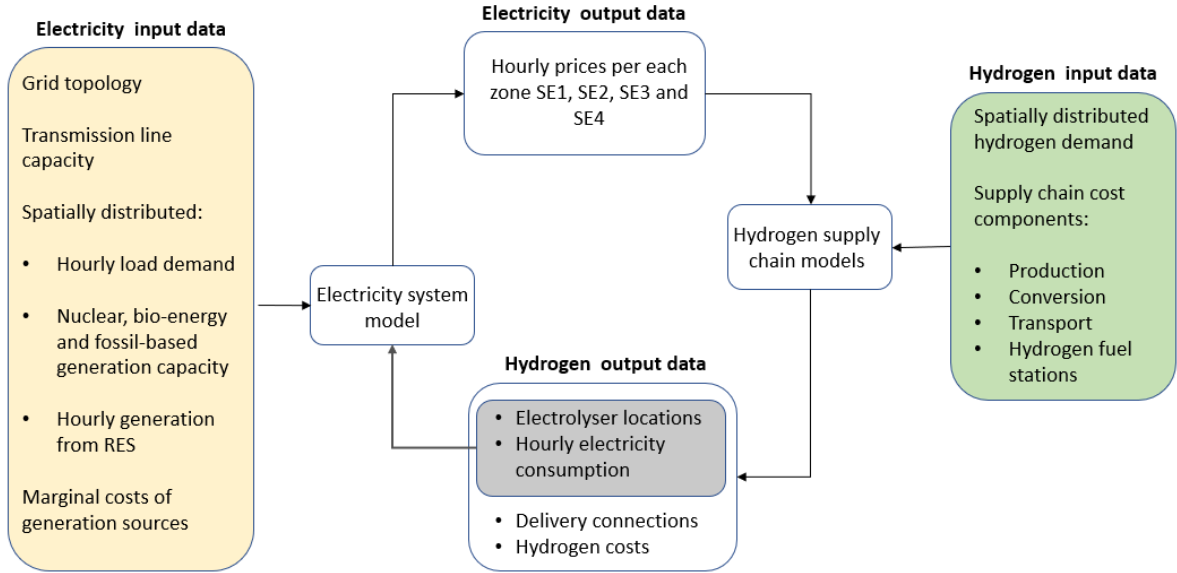 Electricity input data
Grid topology
Transmission line
capacity
Spatially distributed:
• Hourly load demand
• Nuclear, bio-energy
and fossil-based
generation capacity
• Hourly generation
from RES
Marginal costs of
generation sources
Electricity system
model
Electricity output data
Hourly prices per each
zone SE1, SE2, SE3 and
SE4
Hydrogen supply
chain models
Hydrogen input data
Spatially distributed
hydrogen demand
Supply chain cost
components:
• Production
• Conversion
• Transport
• Hydrogen fuel
stations
Hydrogen output data
• Electrolyser locations
• Hourly electricity
consumption
• Delivery connections
• Hydrogen costs